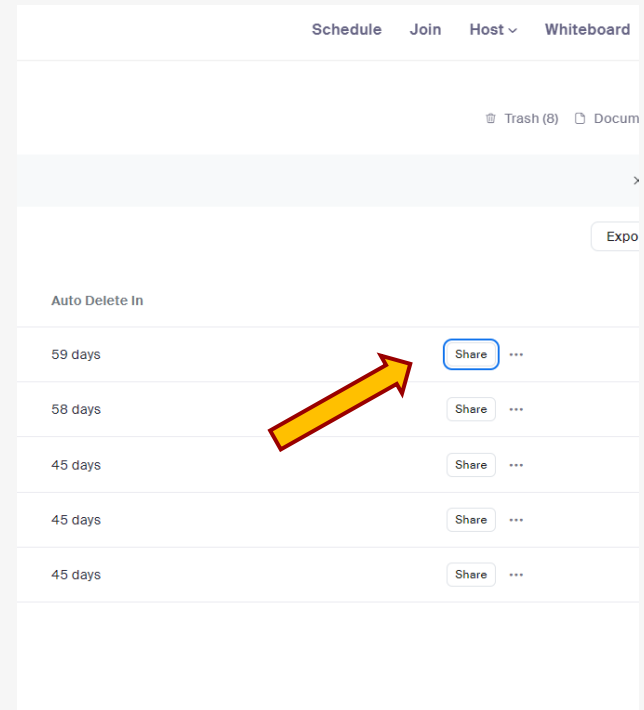 Schedule Join Host Whiteboard
Trash (8) Docum
Expo
Auto Delete In
59 days Share
58 days Share
45 days Share
45 days Share
45 days Share